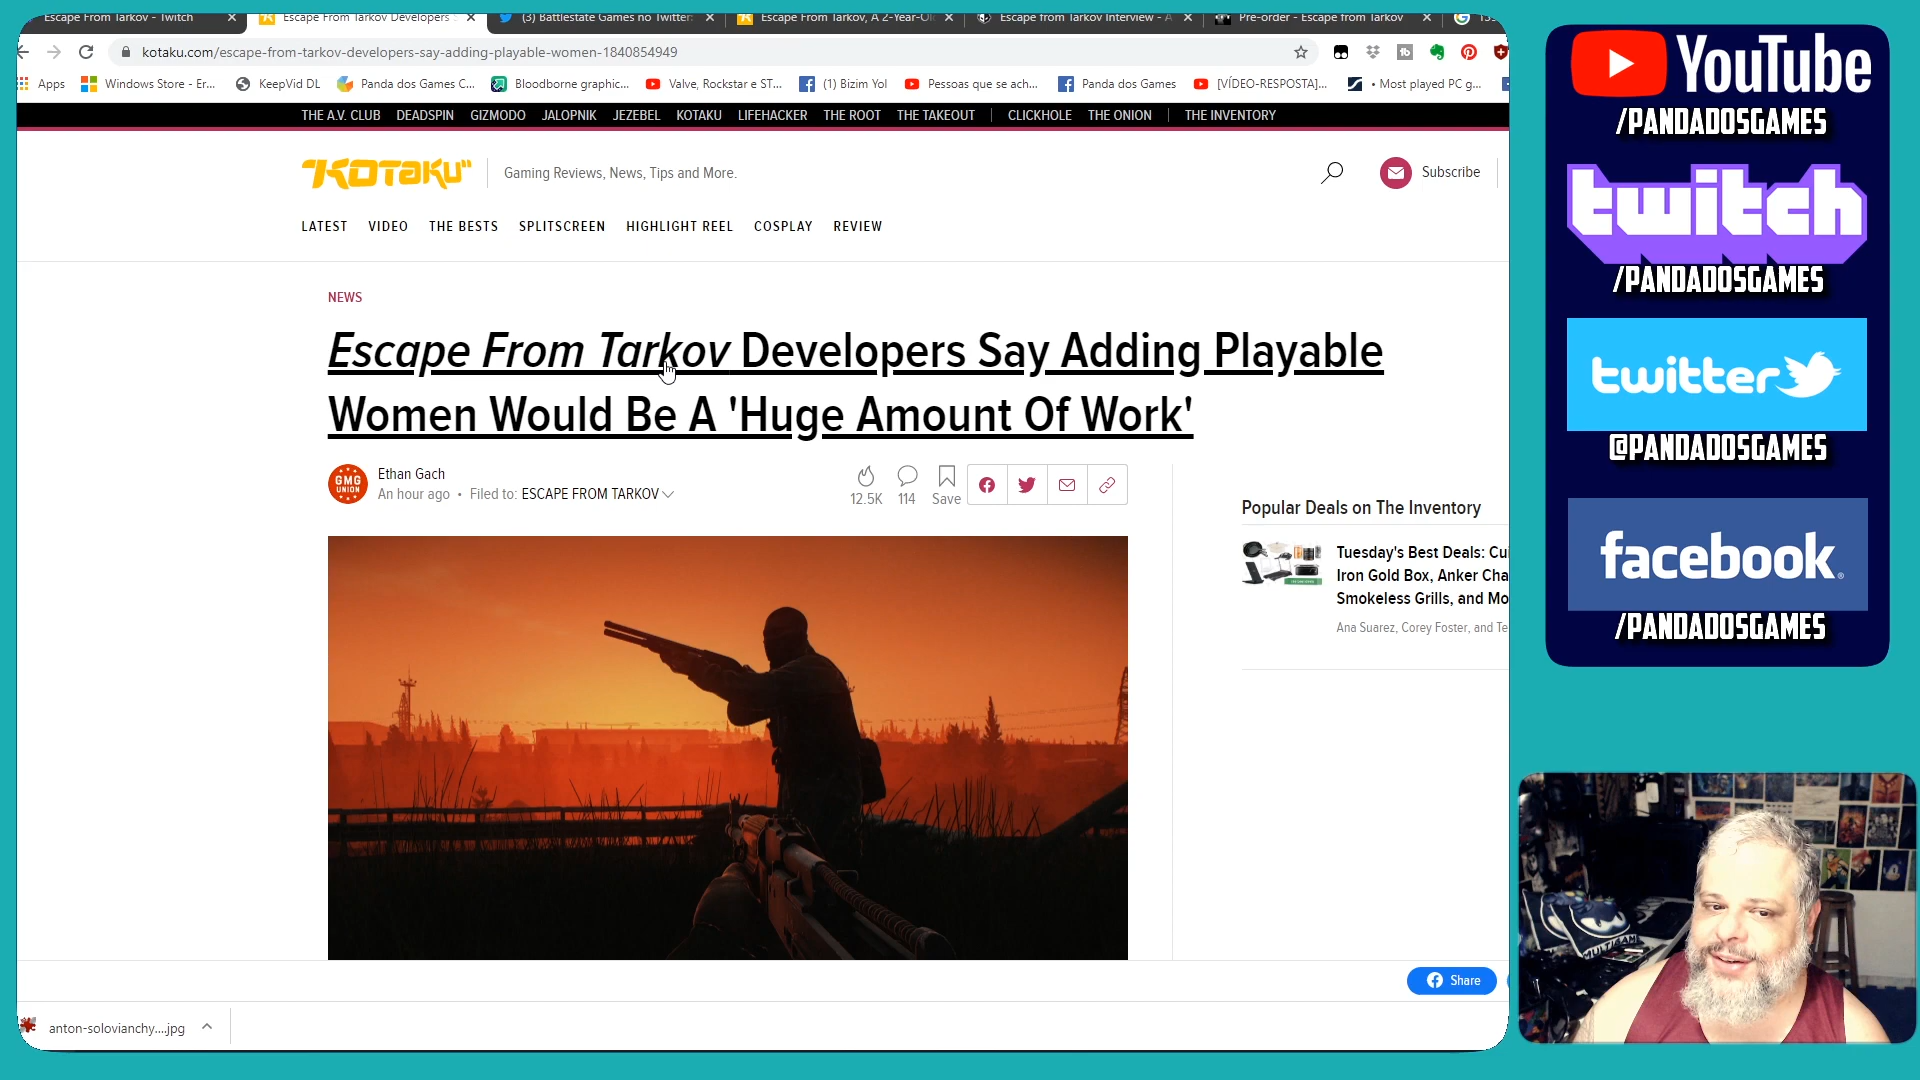 Escape From Tarkov - Twitch
Escape From Tarkov Developers
(3) Battlestate Games no Twitter:
Escape From Tarkov, A 2-Year-Ol
Escape from Tarkov Interview - A
Pre-order - Escape from Tarkov
kotaku.com/escape-from-tarkov-developers-say-adding-playable-women-1840854949
Apps
Windows Store - Er...
KeepVid DL
Panda dos Games C...
Bloodborne graphic...
Valve, Rockstar e ST...
(1) Bizim Yol
Pessoas que se ach...
Panda dos Games
[VÍDEO-RESPOSTA]...
• Most played PC g...
THE A.V. CLUB DEADSPIN GIZMODO JALOPNIK JEZEBEL KOTAKU LIFEHACKER THE ROOT THE TAKEOUT CLICKHOLE THE ONION THE INVENTORY
KOTAKU
Gaming Reviews, News, Tips and More.
Subscribe
LATEST VIDEO THE BESTS SPLITSCREEN HIGHLIGHT REEL COSPLAY REVIEW
NEWS
Escape From Tarkov Developers Say Adding Playable
Women Would Be A 'Huge Amount Of Work'
GMG
UNION
Ethan Gach
An hour ago • Filed to: ESCAPE FROM TARKOV
12.5K
114
Save
Popular Deals on The Inventory
Tuesday's Best Deals: Cui
Iron Gold Box, Anker Cha
Smokeless Grills, and Mo
Ana Suarez, Corey Foster, and Te
Share
anton-solovianchy....jpg
YouTube
/PANDADOSGAMES
twitch
/PANDADOSGAMES
twitter
@PANDADOSGAMES
facebook
/PANDADOSGAMES